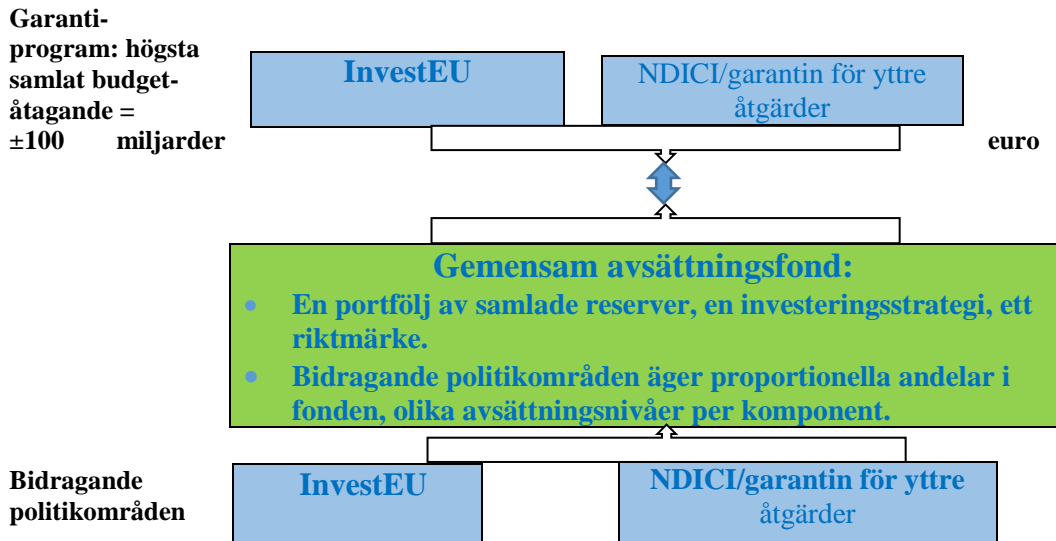 Garanti-
program: högsta
samlat budget-
åtagande =
±100 miljarder euro
InvestEU
NDICI/garantin för yttre
åtgärder
Gemensam avsättningsfond:
• En portfölj av samlade reserver, en investeringsstrategi, ett
riktmärke.
• Bidragande politikområden äger proportionella andelar i
fonden, olika avsättningsnivåer per komponent.
Bidragande
politikområden
InvestEU
NDICI/garantin för yttre
åtgärder